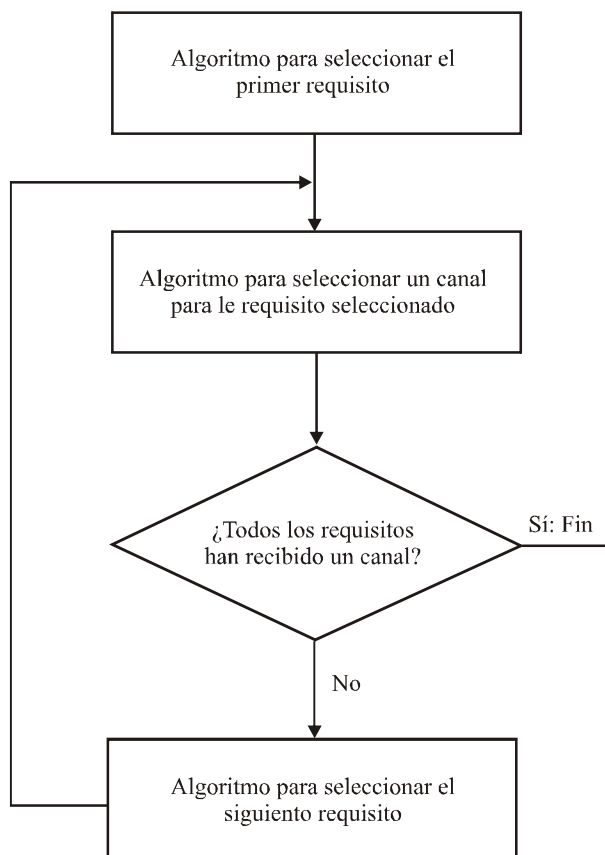 Algoritmo para seleccionar el
primer requisito
Algoritmo para seleccionar un canal
para le requisito seleccionado
¿Todos los requisitos
han recibido un canal?
Sí: Fin
No
Algoritmo para seleccionar el
siguiento requisito